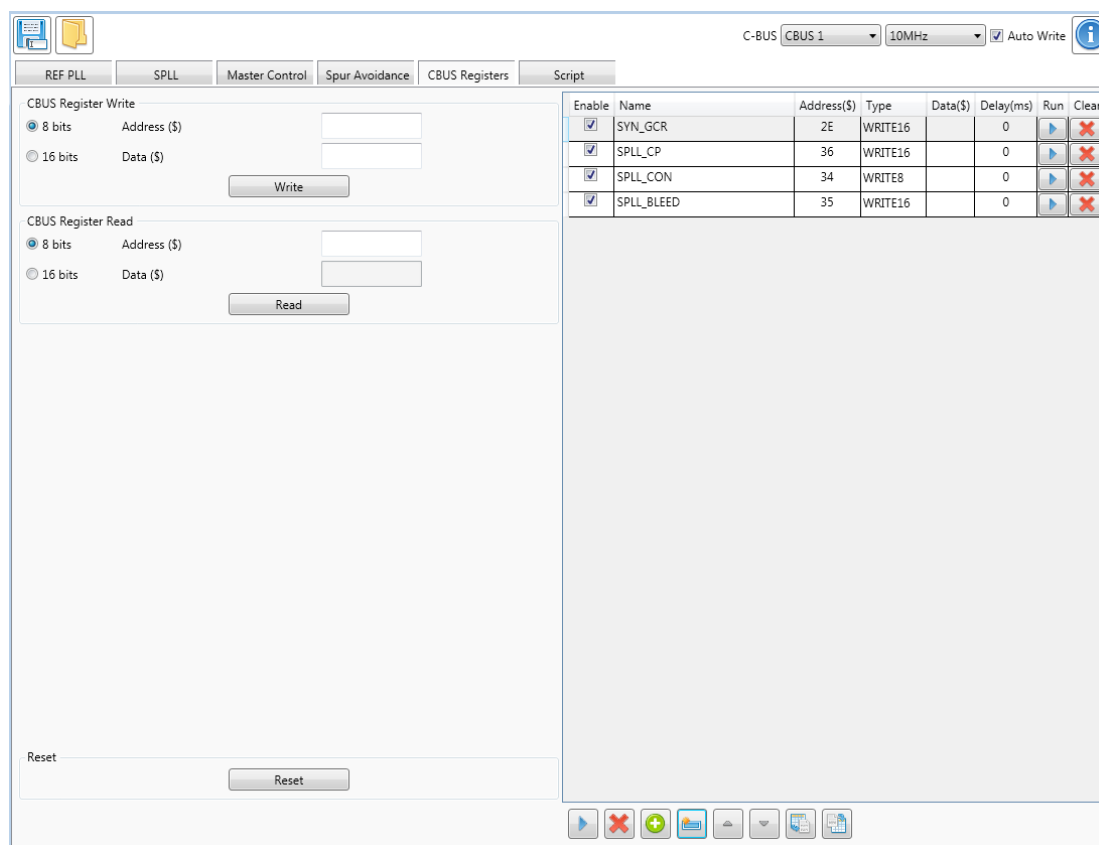 C-BUS CBUS 1 10MHz Auto Write
REF PLL SPLL Master Control Spur Avoidance CBUS Registers Script
CBUS Register Write
8 bits Address ($)
16 bits Data ($)
Write
CBUS Register Read
8 bits Address ($)
16 bits Data ($)
Read
Reset
Reset
Enable Name Address($) Type Data($) Delay(ms) Run Clear
SYN_GCR 2E WRITE16 0
SPLL_CP 36 WRITE16 0
SPLL_CON 34 WRITE8 0
SPLL_BLEED 35 WRITE16 0